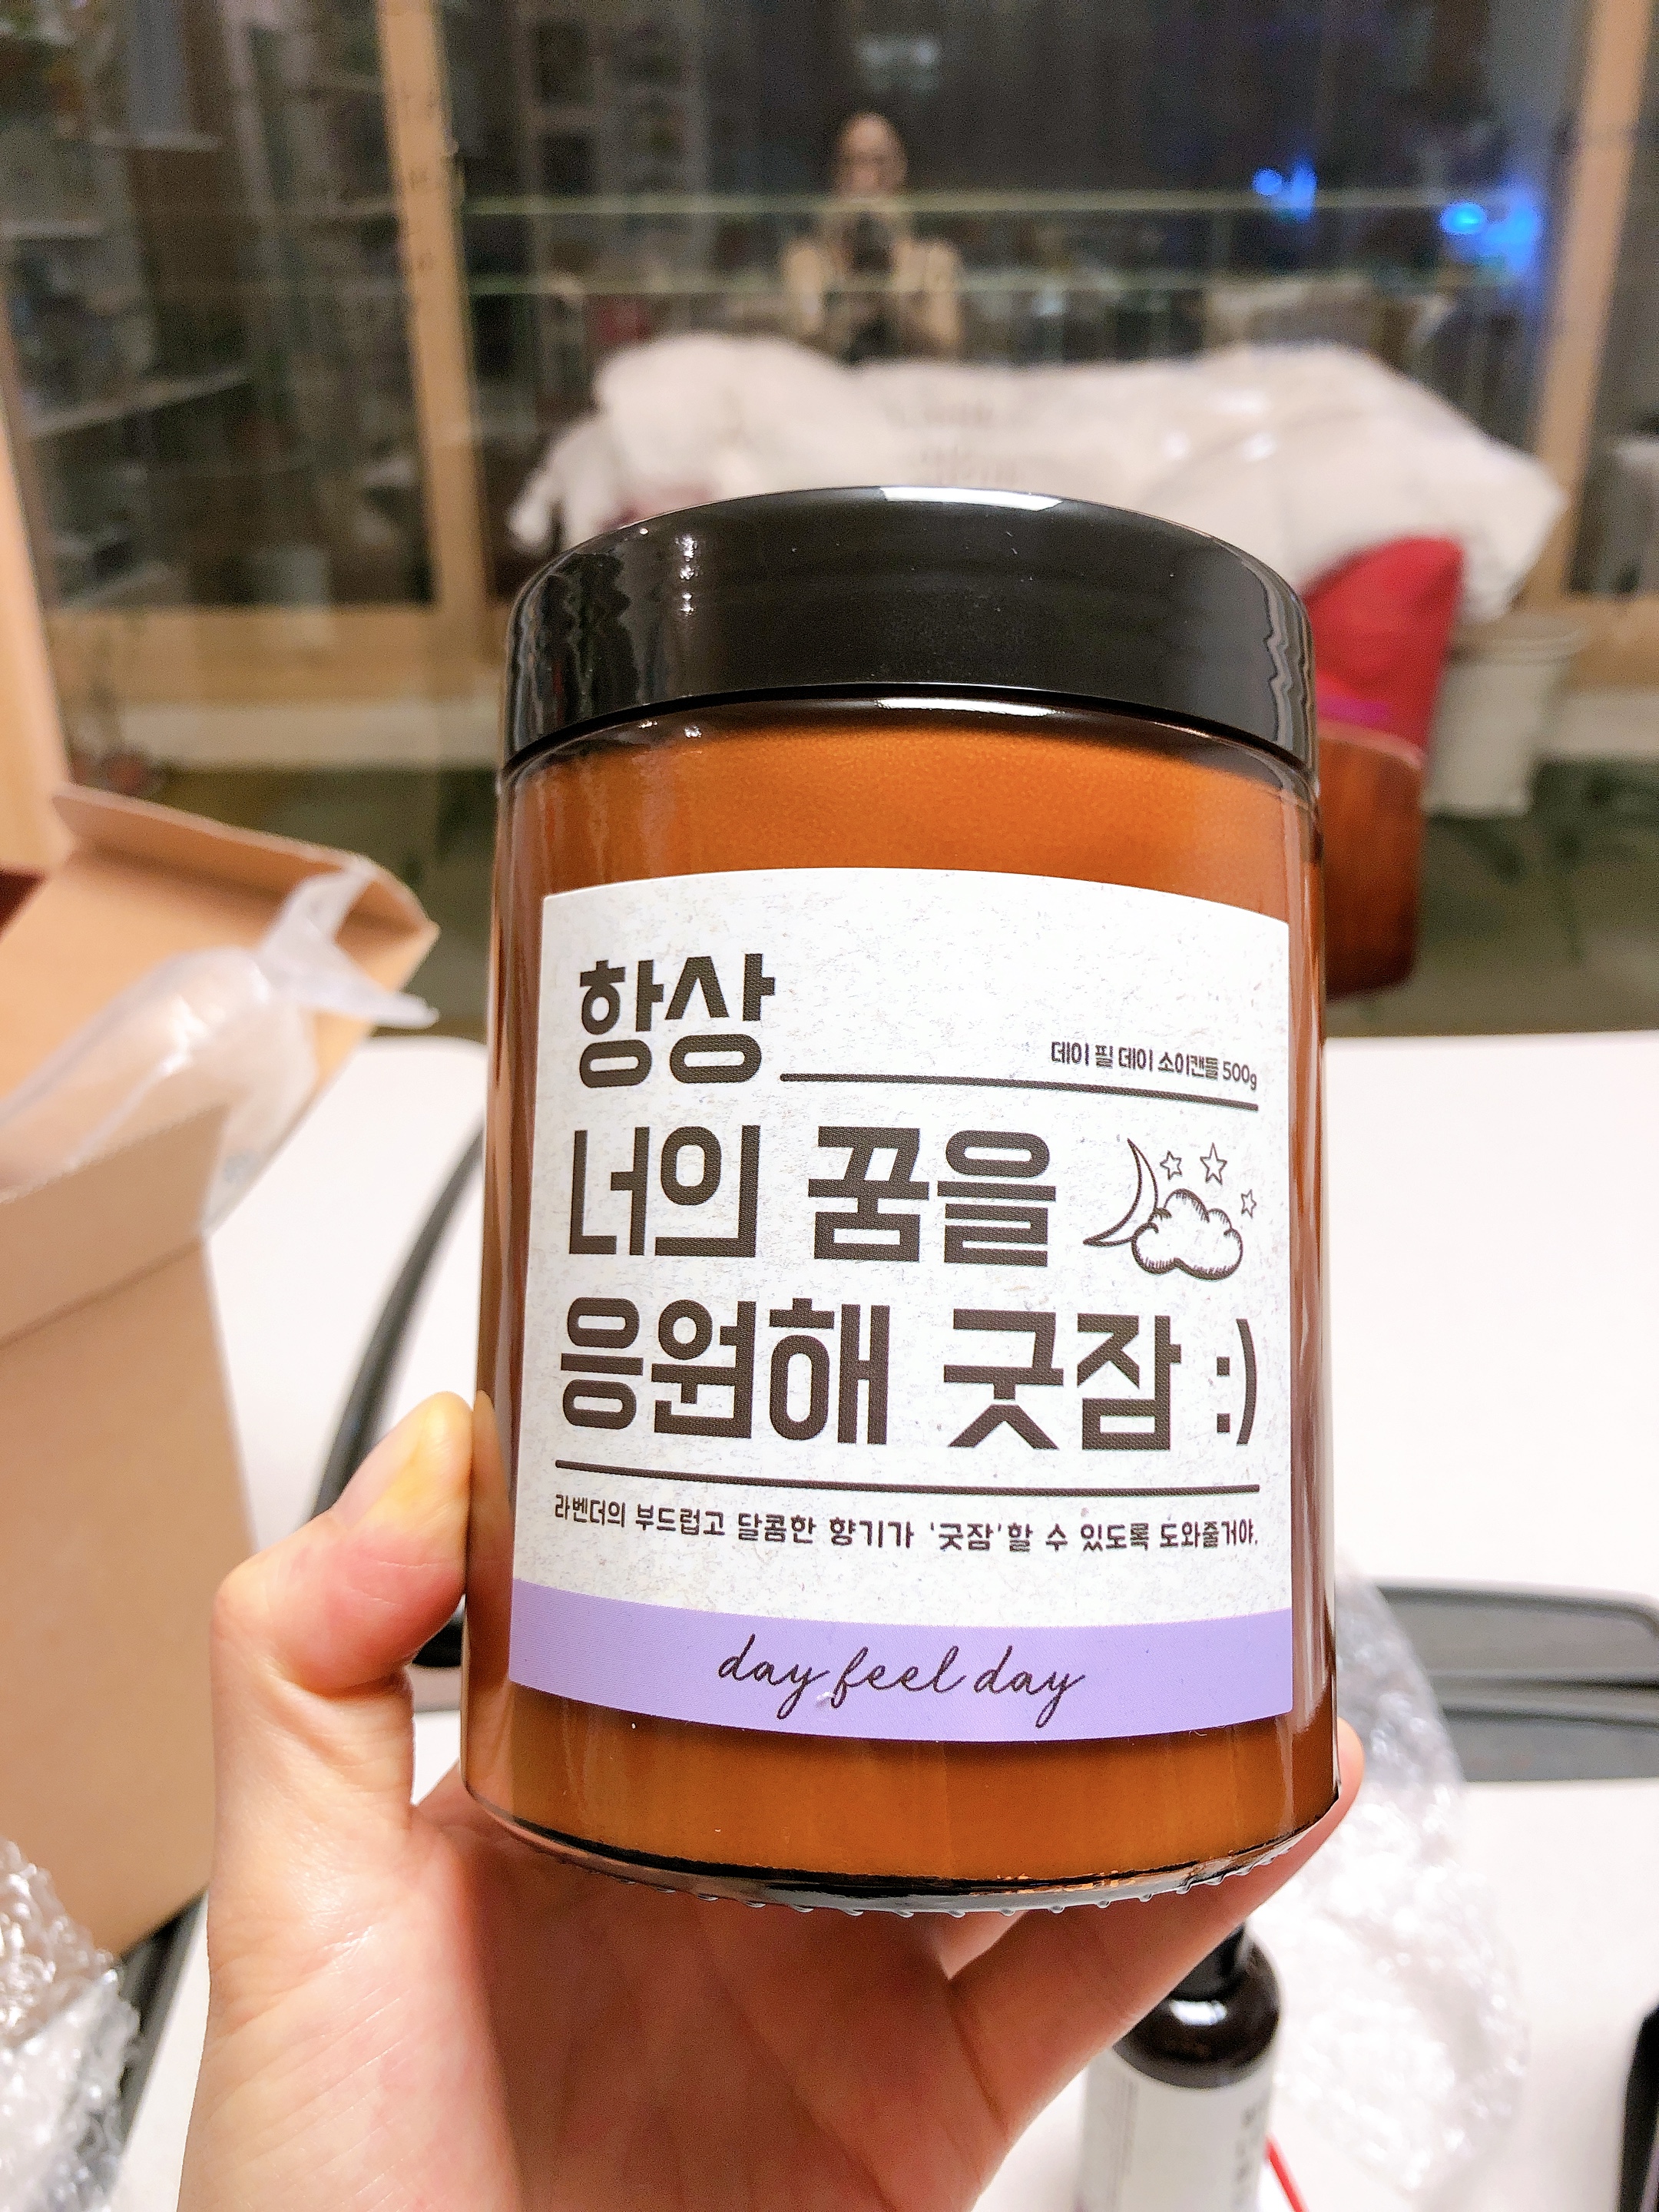 항상
데이 필 데이 소이캔들 500g
너의 꿈을
응원해 굿잠 :)
라벤더의 부드럽고 달콤한 향기가 '굿잠'할 수 있도록 도와줄거야.
day feel day